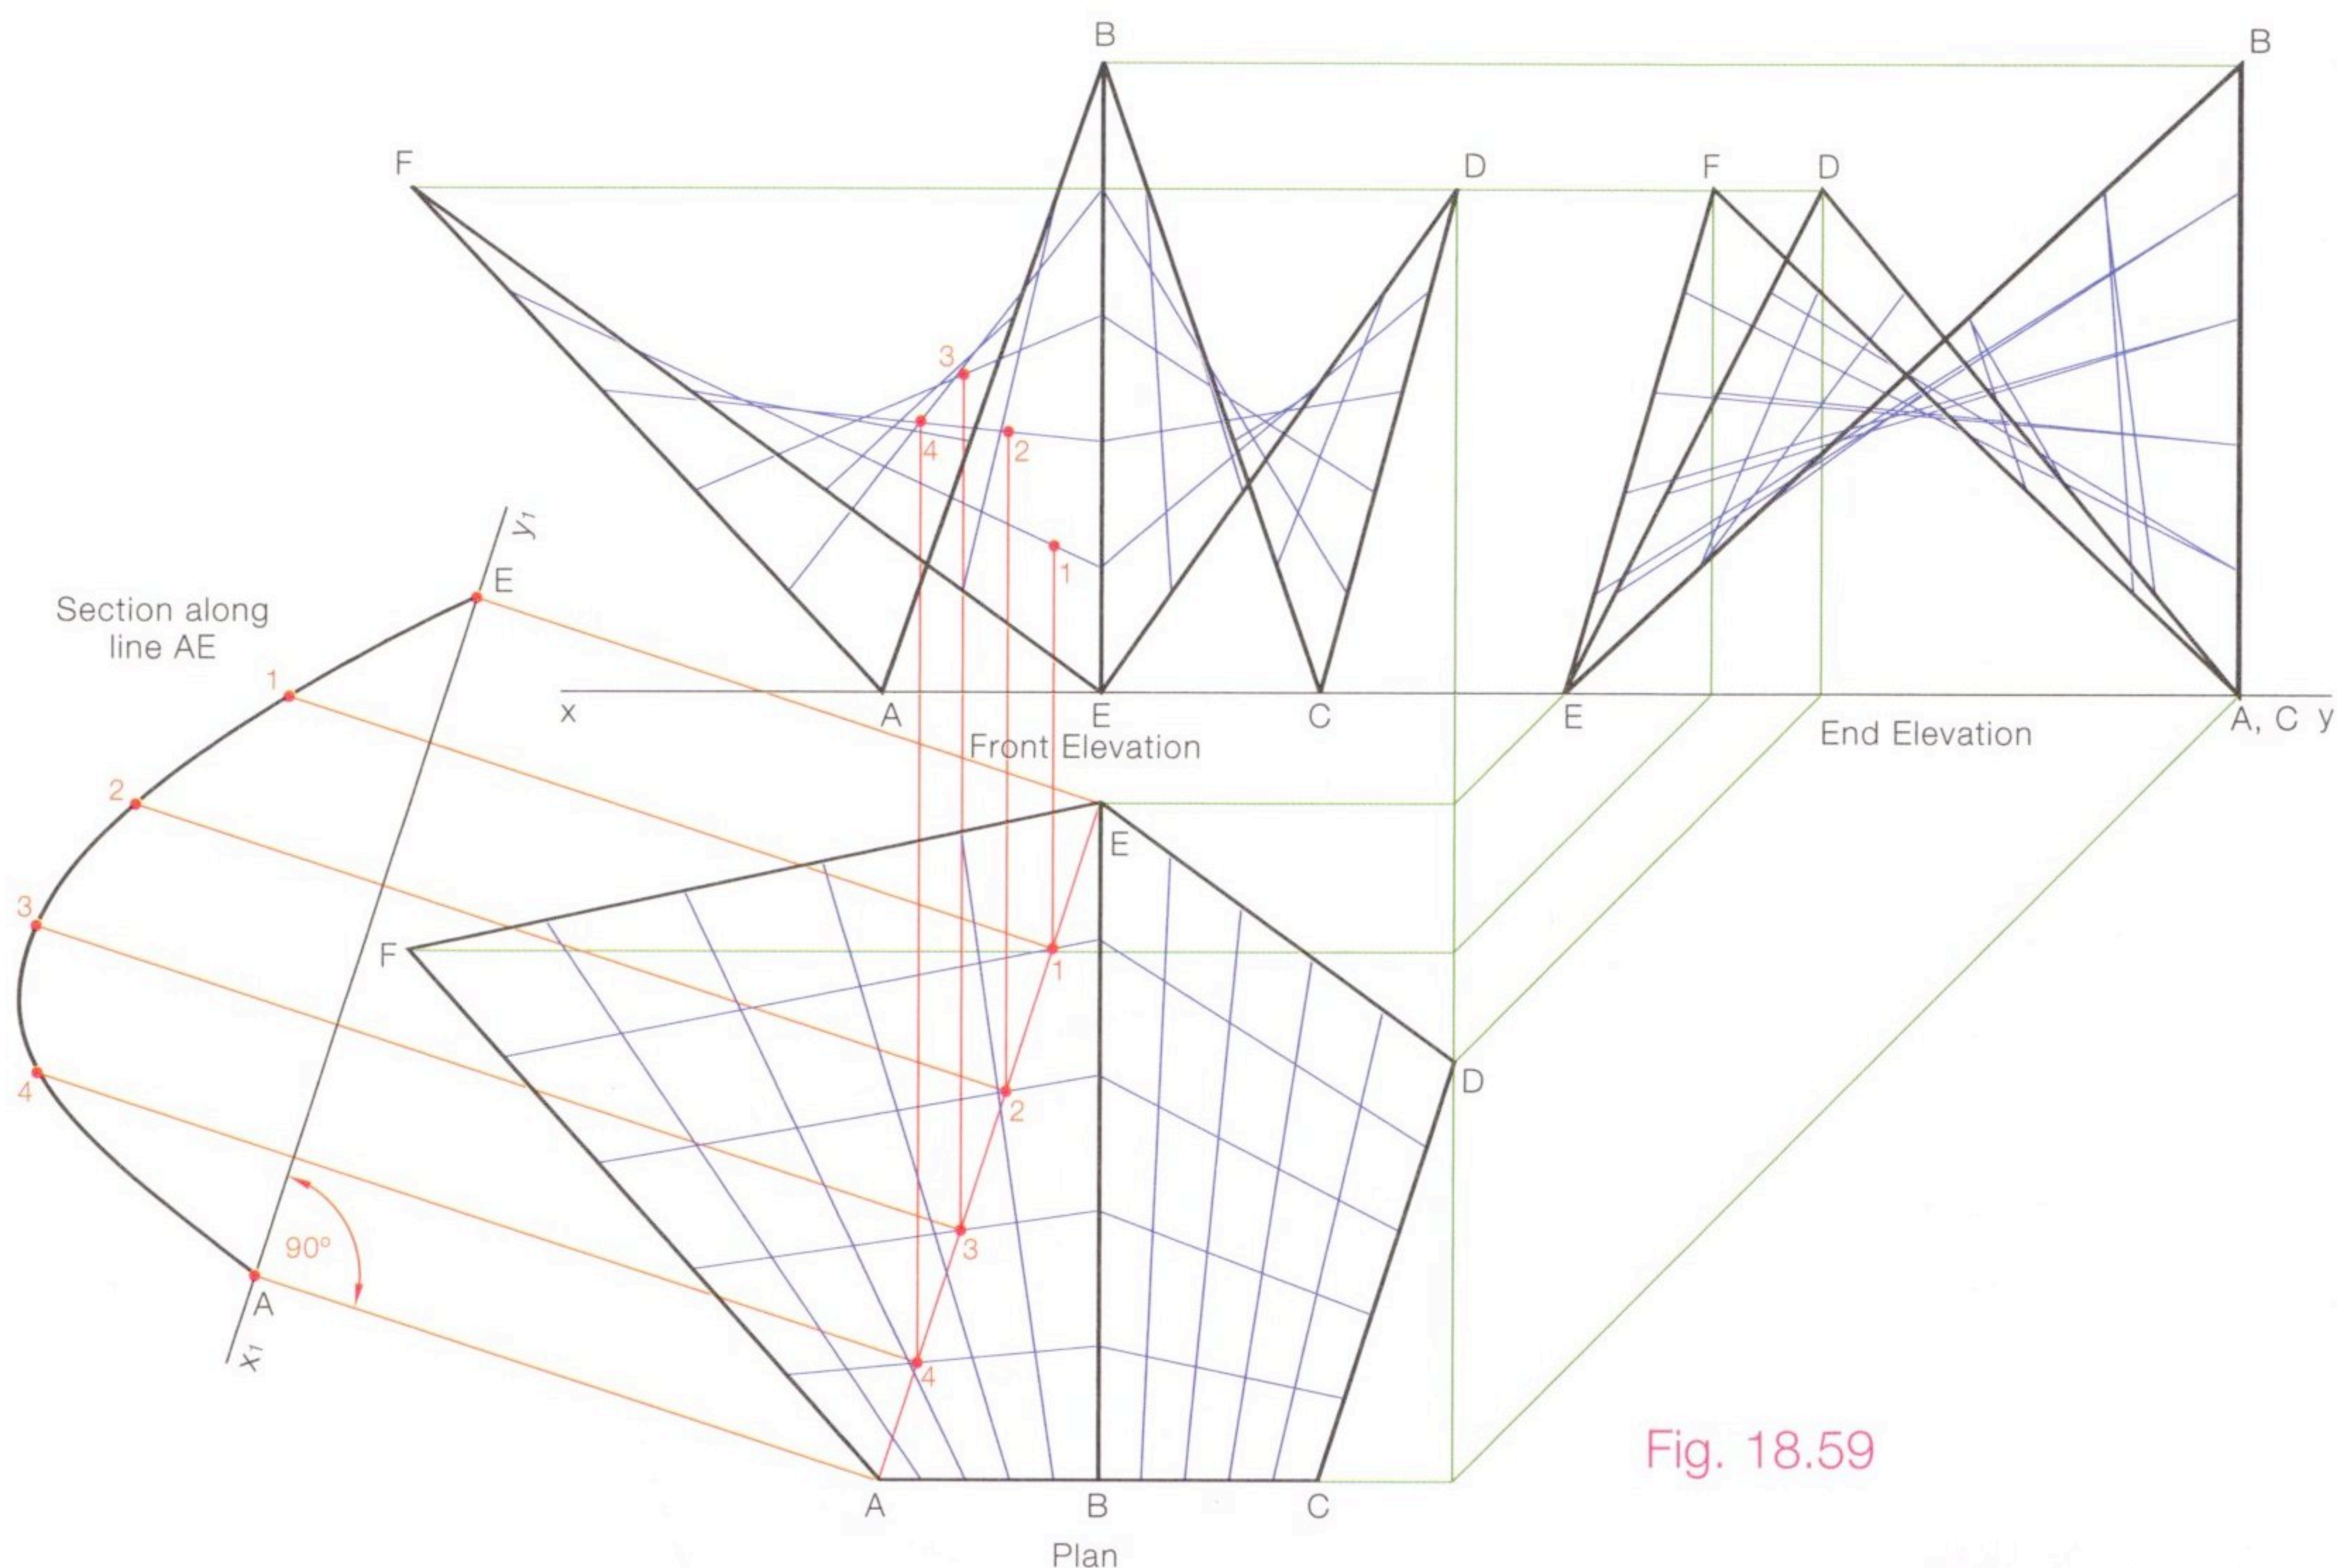 B
B
F
D
F
D
3
4
2
1
y1
E
Section along
line AE
1
x
A
E
C
E
A, C y
Front Elevation
End Elevation
2
E
3
F
1
4
D
2
90°
3
A
x1
4
Fig. 18.59
A
B
C
Plan